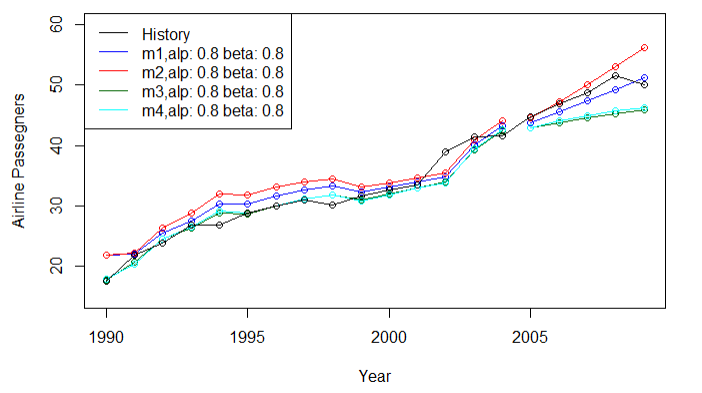 60
50
40
30
20
Airline Passegners
History
m1,alp: 0.8 beta: 0.8
m2,alp: 0.8 beta: 0.8
m3,alp: 0.8 beta: 0.8
m4,alp: 0.8 beta: 0.8
1990 1995 2000 2005
Year